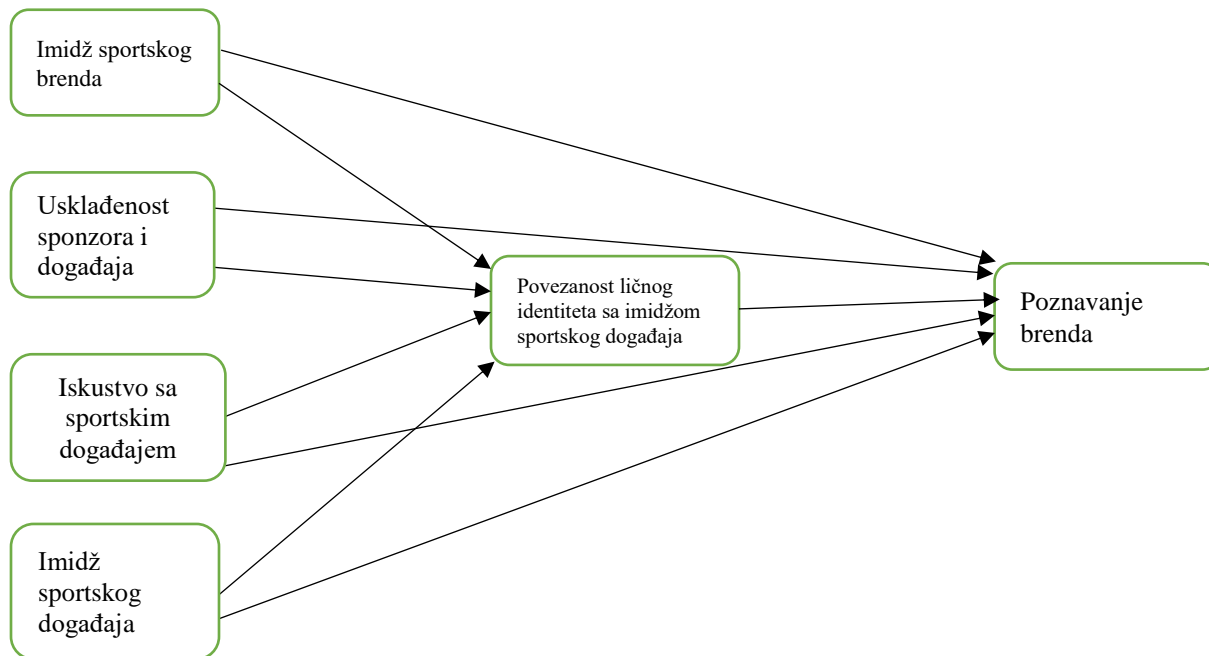 Imidž sportskog
brenda
Usklađenost
sponzora i
događaja
Povezanost ličnog
identiteta sa imidžom
sportskog događaja
Poznavanje
brenda
Iskustvo sa
sportskim
događajem
Imidž
sportskog
događaja